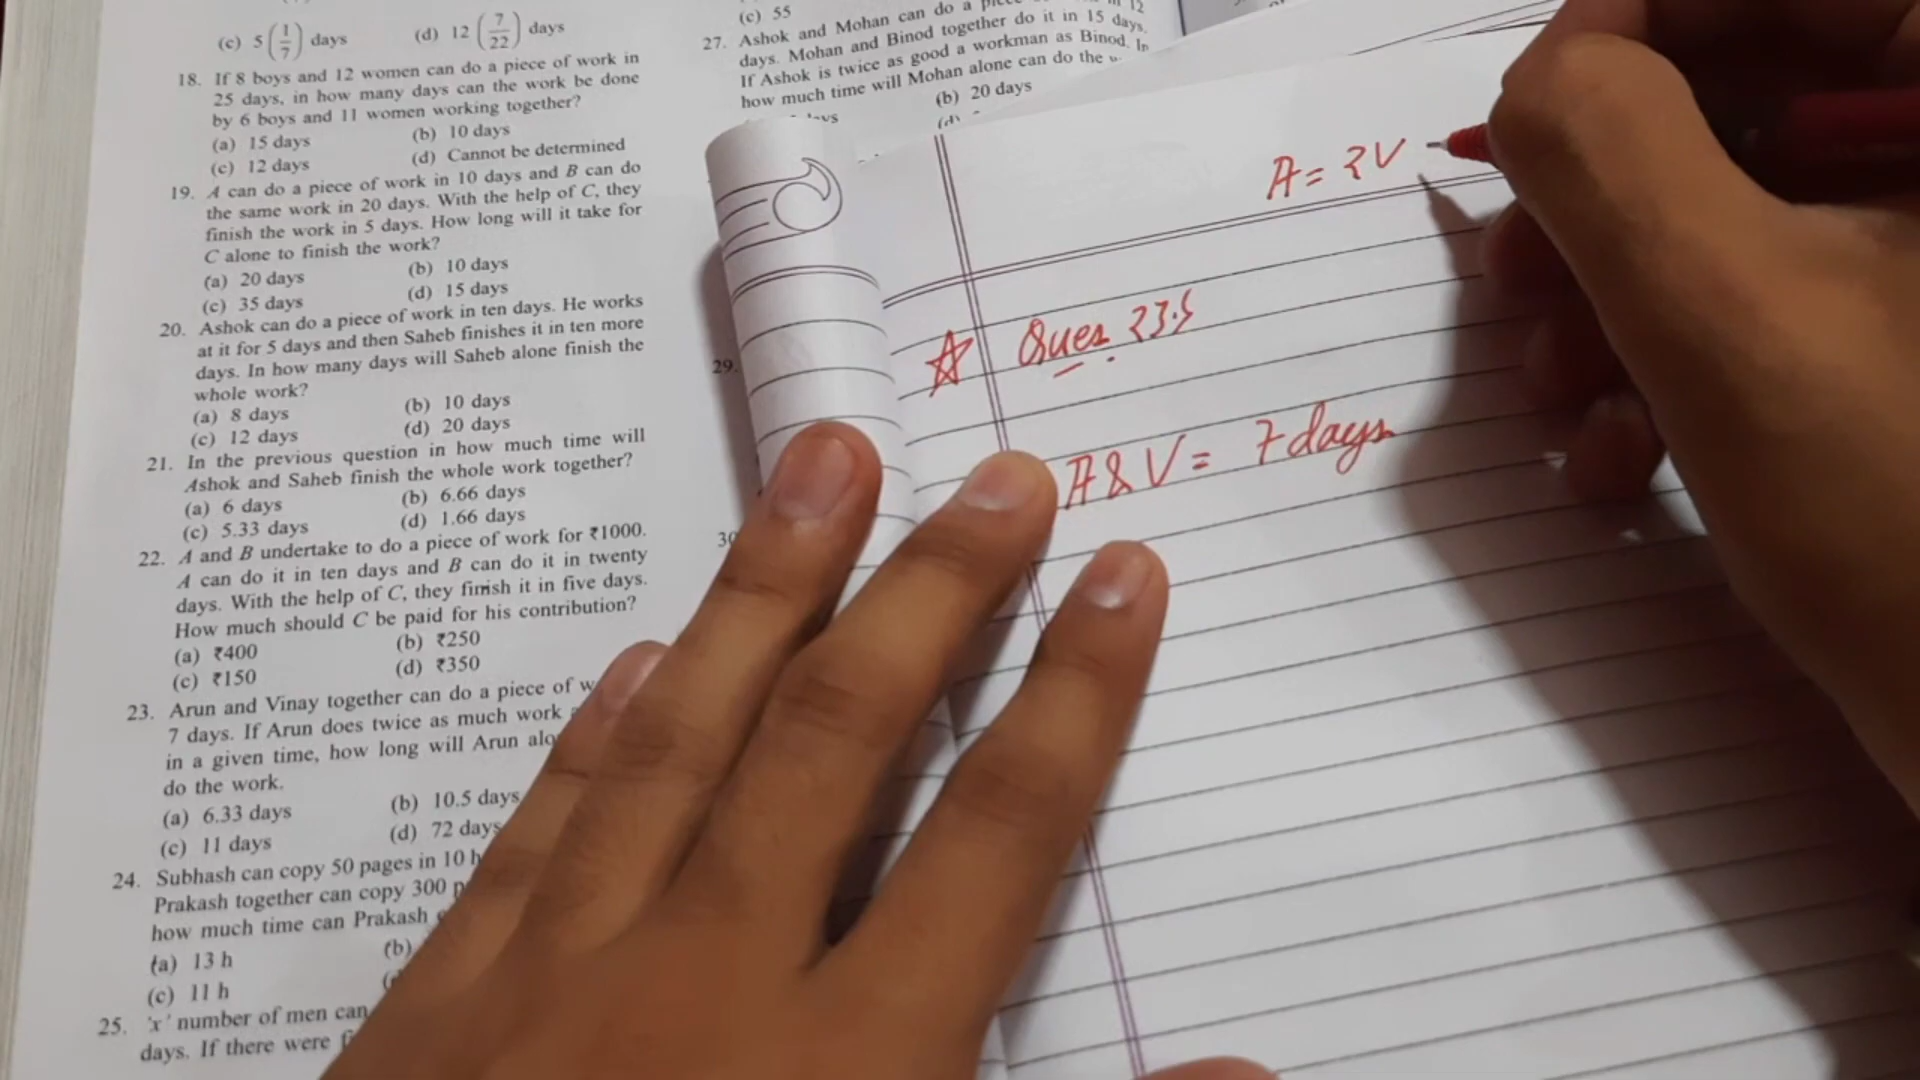 (c) 5 (1/7) days
(d) 12 (7/22) days
18. If 8 boys and 12 women can do a piece of work in
25 days, in how many days can the work be done
by 6 boys and 11 women working together?
(a) 15 days
(b) 10 days
(c) 12 days
(d) Cannot be determined
19. A can do a piece of work in 10 days and B can do
the same work in 20 days. With the help of C, they
finish the work in 5 days. How long will it take for
C alone to finish the work?
(a) 20 days
(b) 10 days
(c) 35 days
(d) 15 days
20. Ashok can do a piece of work in ten days. He works
at it for 5 days and then Saheb finishes it in ten more
days. In how many days will Saheb alone finish the
whole work?
(a) 8 days
(b) 10 days
(c) 12 days
(d) 20 days
21. In the previous question in how much time will
Ashok and Saheb finish the whole work together?
(a) 6 days
(b) 6.66 days
(c) 5.33 days
(d) 1.66 days
22. A and B undertake to do a piece of work for ₹1000.
A can do it in ten days and B can do it in twenty
days. With the help of C, they finish it in five days.
How much should C be paid for his contribution?
(a) ₹400
(b) ₹250
(c) ₹150
(d) ₹350
23. Arun and Vinay together can do a piece of
7 days. If Arun does twice as much work
in a given time, how long will Arun
do the work.
(a) 6.33 days
(b) 10.5 days
(c) 11 days
(d) 72 days
24. Subhash can copy 50 pages in 10
Prakash together can copy 300
how much time can Prakash
(a) 13 h
(b)
(c) 11 h
25. 'x' number of men can
days. If there were
(c) 55
27. Ashok and Mohan can do a 12
days. Mohan and Binod together do it in 15 days.
If Ashok is twice as good a workman as Binod. In
how much time will Mohan alone can do the
(b) 20 days
29.
30
A = 2V
Ques 23.
A & V = 7 days